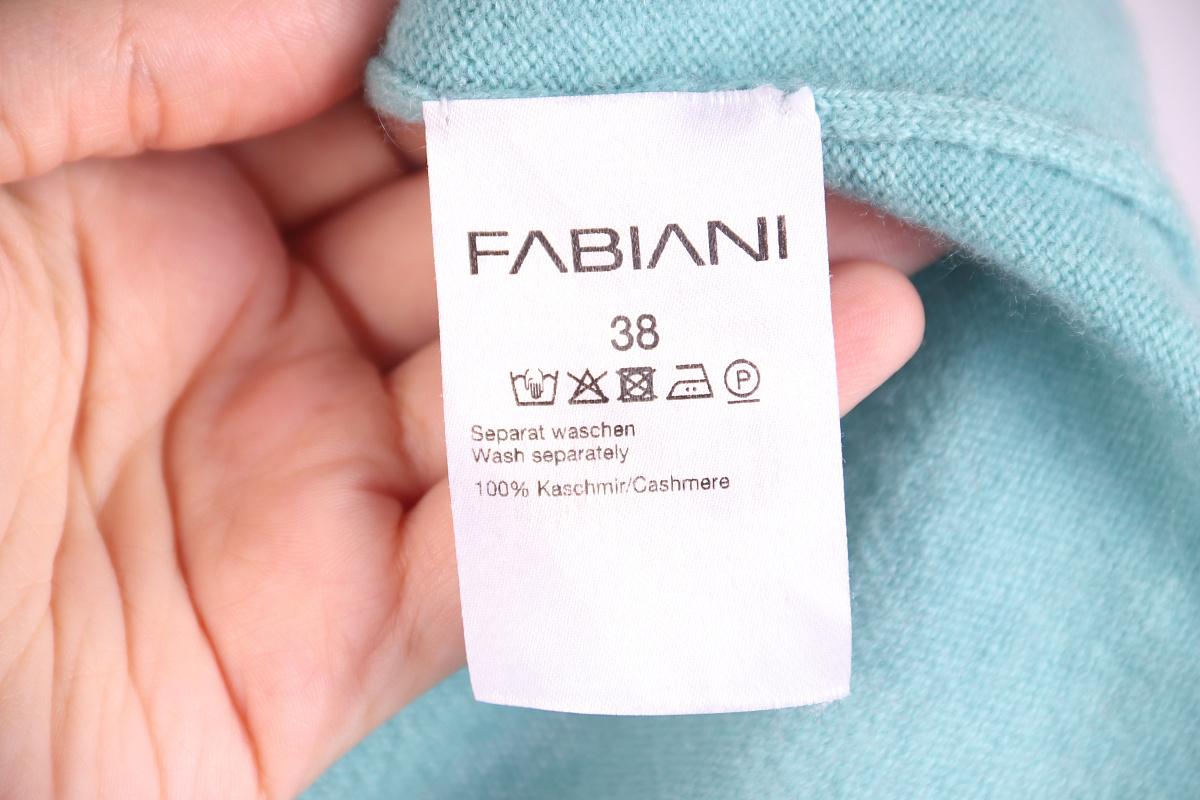 FABIANI
38
P
Separat waschen
Wash separately
100% Kaschmir/Cashmere